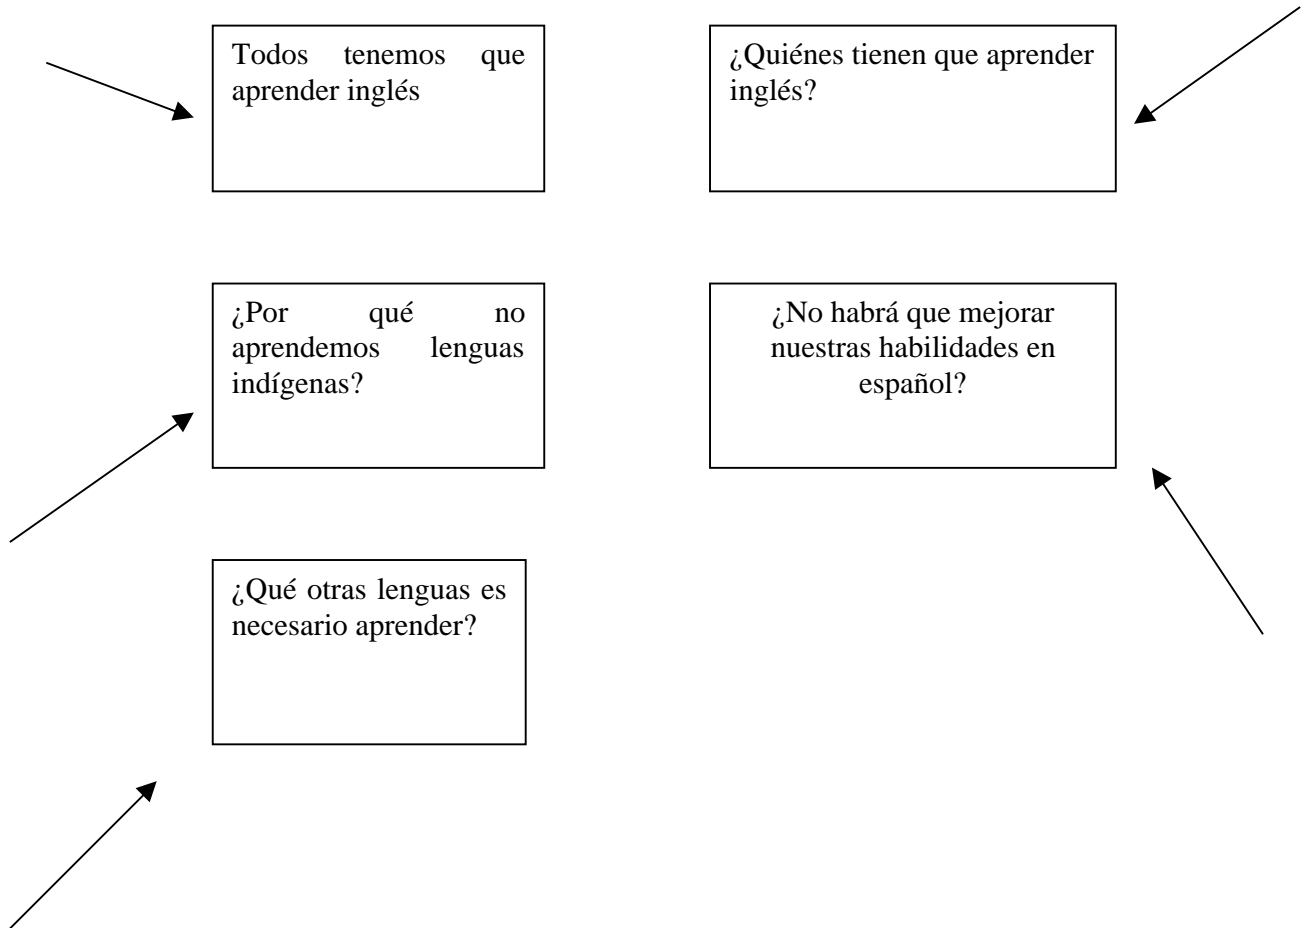 Todos tenemos que
aprender inglés
¿Quiénes tienen que aprender
inglés?
¿Por qué no
aprendemos lenguas
indígenas?
¿No habrá que mejorar
nuestras habilidades en
español?
¿Qué otras lenguas es
necesario aprender?